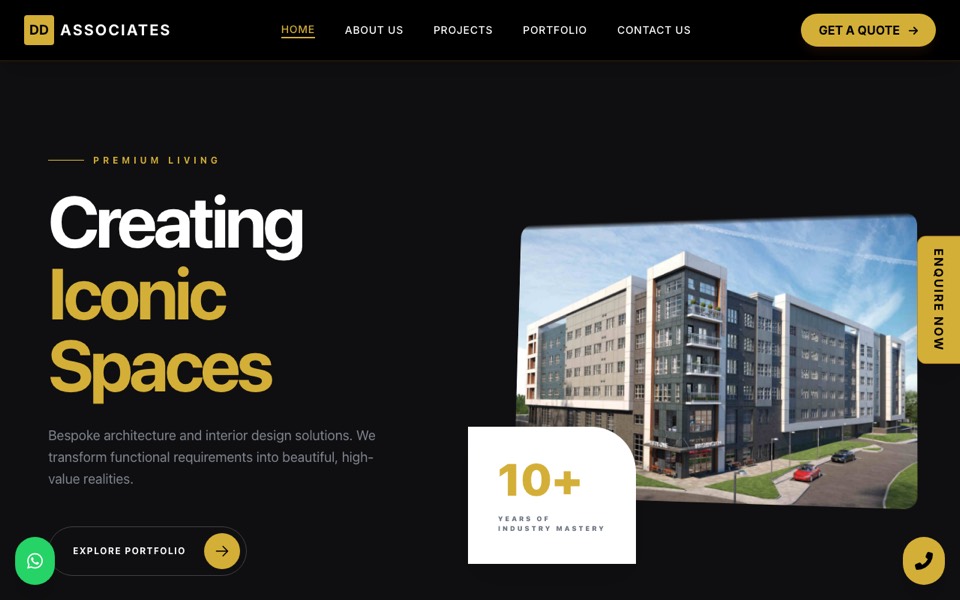 DD ASSOCIATES
HOME
ABOUT US
PROJECTS
PORTFOLIO
CONTACT US
GET A QUOTE →
PREMIUM LIVING
Creating
Iconic
Spaces
Bespoke architecture and interior design solutions. We
transform functional requirements into beautiful, high-
value realities.
EXPLORE PORTFOLIO
10+
YEARS OF
INDUSTRY MASTERY
ENQUIRE NOW